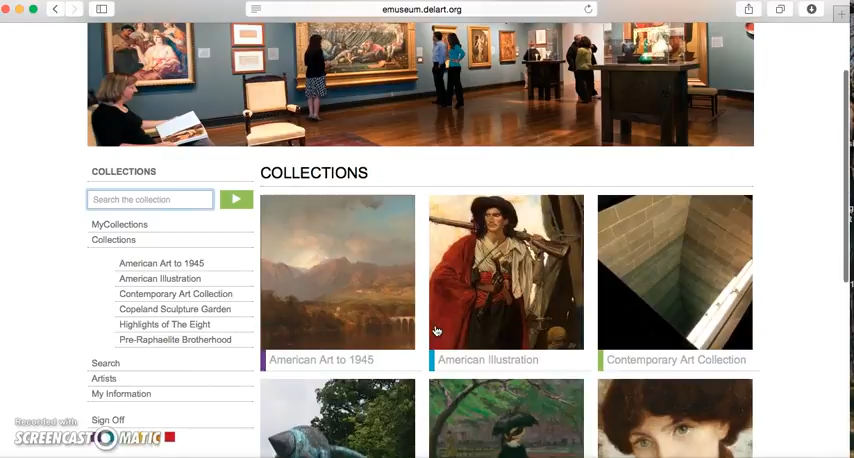 emuseum.delart.org
COLLECTIONS
Search the collection
MyCollections
Collections
American Art to 1945
American Illustration
Contemporary Art Collection
Copeland Sculpture Garden
Highlights of The Eight
Pre-Raphaelite Brotherhood
Search
Artists
My Information
Sign Off
COLLECTIONS
American Art to 1945
American Illustration
Contemporary Art Collection
Recorded with
SCREENCAST-O-MATIC